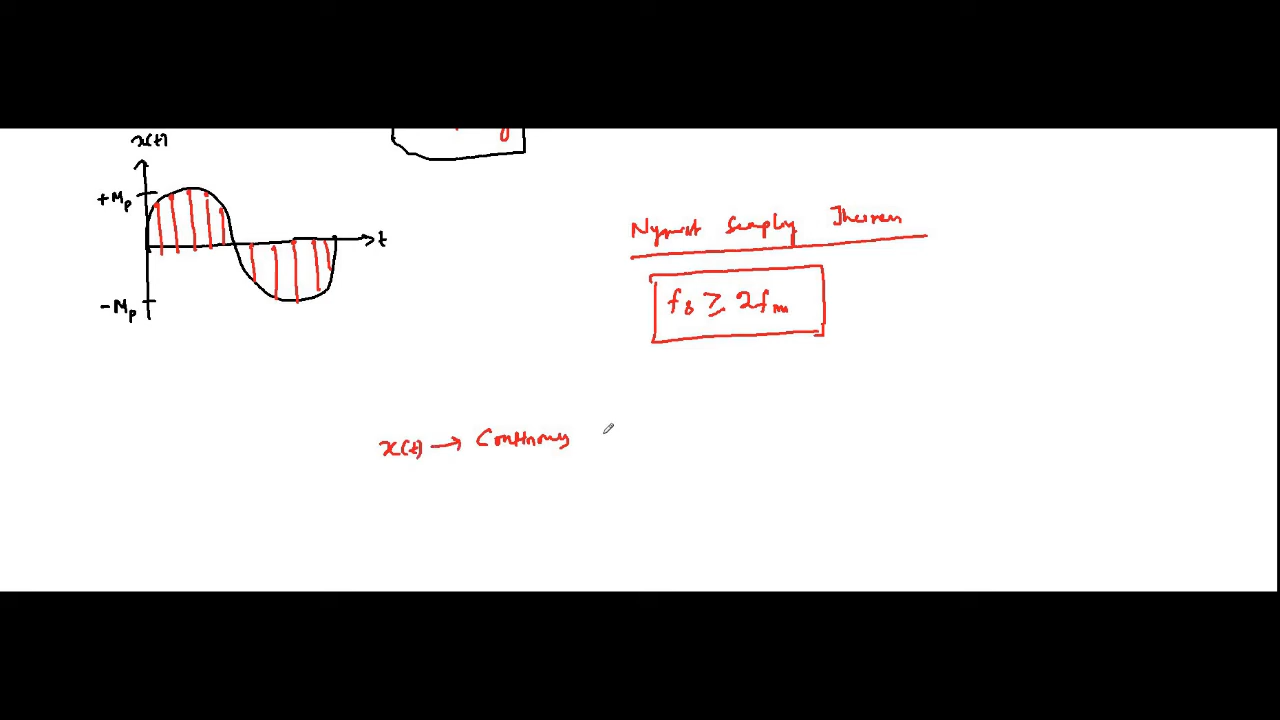 x(t)
+Mp
t
-Mp
Nyquist Sampling Theorem
fs ≥ 2fm
x(t) → Continuous